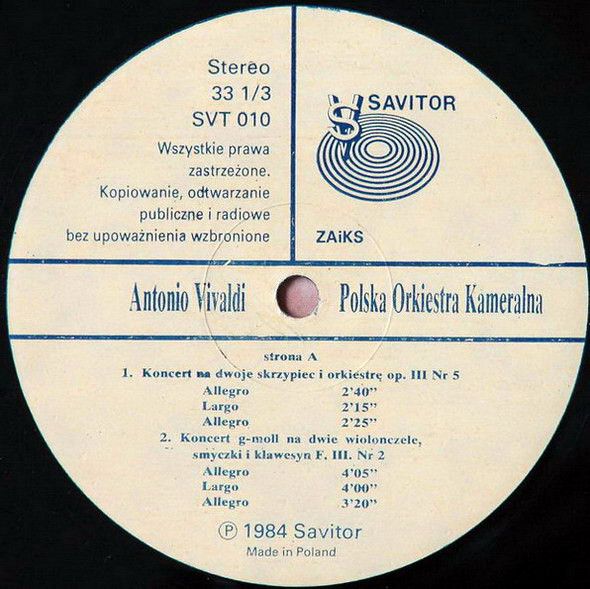 Stereo
33 1/3
SVT 010
Wszystkie prawa
zastrzeżone.
Kopiowanie, odtwarzanie
publiczne i radiowe
bez upoważnienia wzbronione
SAVITOR
ZAiKS
Antonio Vivaldi
Polska Orkiestra Kameralna
strona A
1. Koncert na dwoje skrzypiec i orkiestrę op. III Nr 5
Allegro 2'40"
Largo 2'15"
Allegro 2'25"
2. Koncert g-moll na dwie wiolonczele,
smyczki i klawesyn F. III. Nr 2
Allegro 4'05"
Largo 4'00"
Allegro 3'20"
Ⓟ 1984 Savitor
Made in Poland